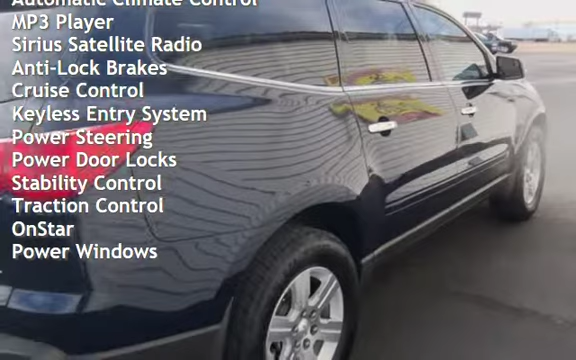 Automatic Climate Control
MP3 Player
Sirius Satellite Radio
Anti-Lock Brakes
Cruise Control
Keyless Entry System
Power Steering
Power Door Locks
Stability Control
Traction Control
OnStar
Power Windows